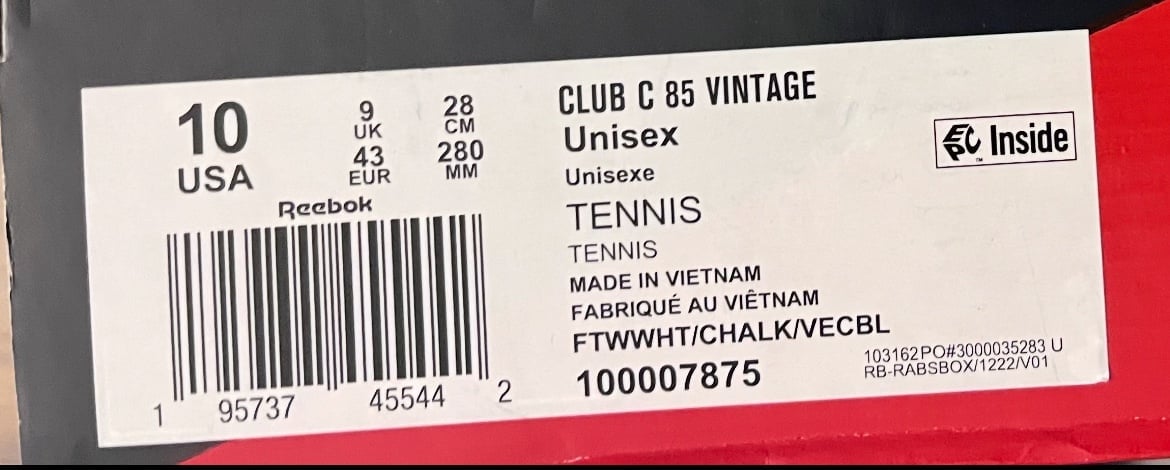 10
USA
9
UK
43
EUR
28
CM
280
MM
Reebok
1 95737 45544 2
CLUB C 85 VINTAGE
Unisex
Unisexe
TENNIS
TENNIS
MADE IN VIETNAM
FABRIQUÉ AU VIÊTNAM
FTWWHT/CHALK/VECBL
100007875
EPC™ Inside
103162PO#3000035283 U
RB-RABSBOX/1222/V01